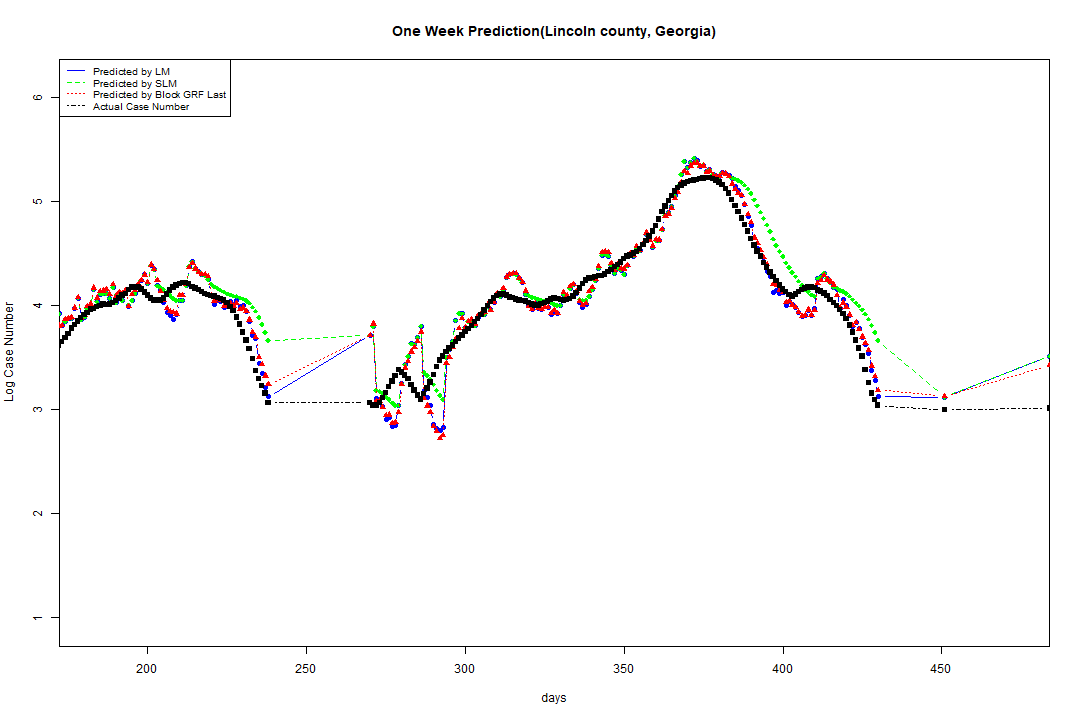 One Week Prediction(Lincoln county, Georgia)
Predicted by LM
Predicted by SLM
Predicted by Block GRF Last
Actual Case Number
6
5
4
3
2
1
Log Case Number
200 250 300 350 400 450
days